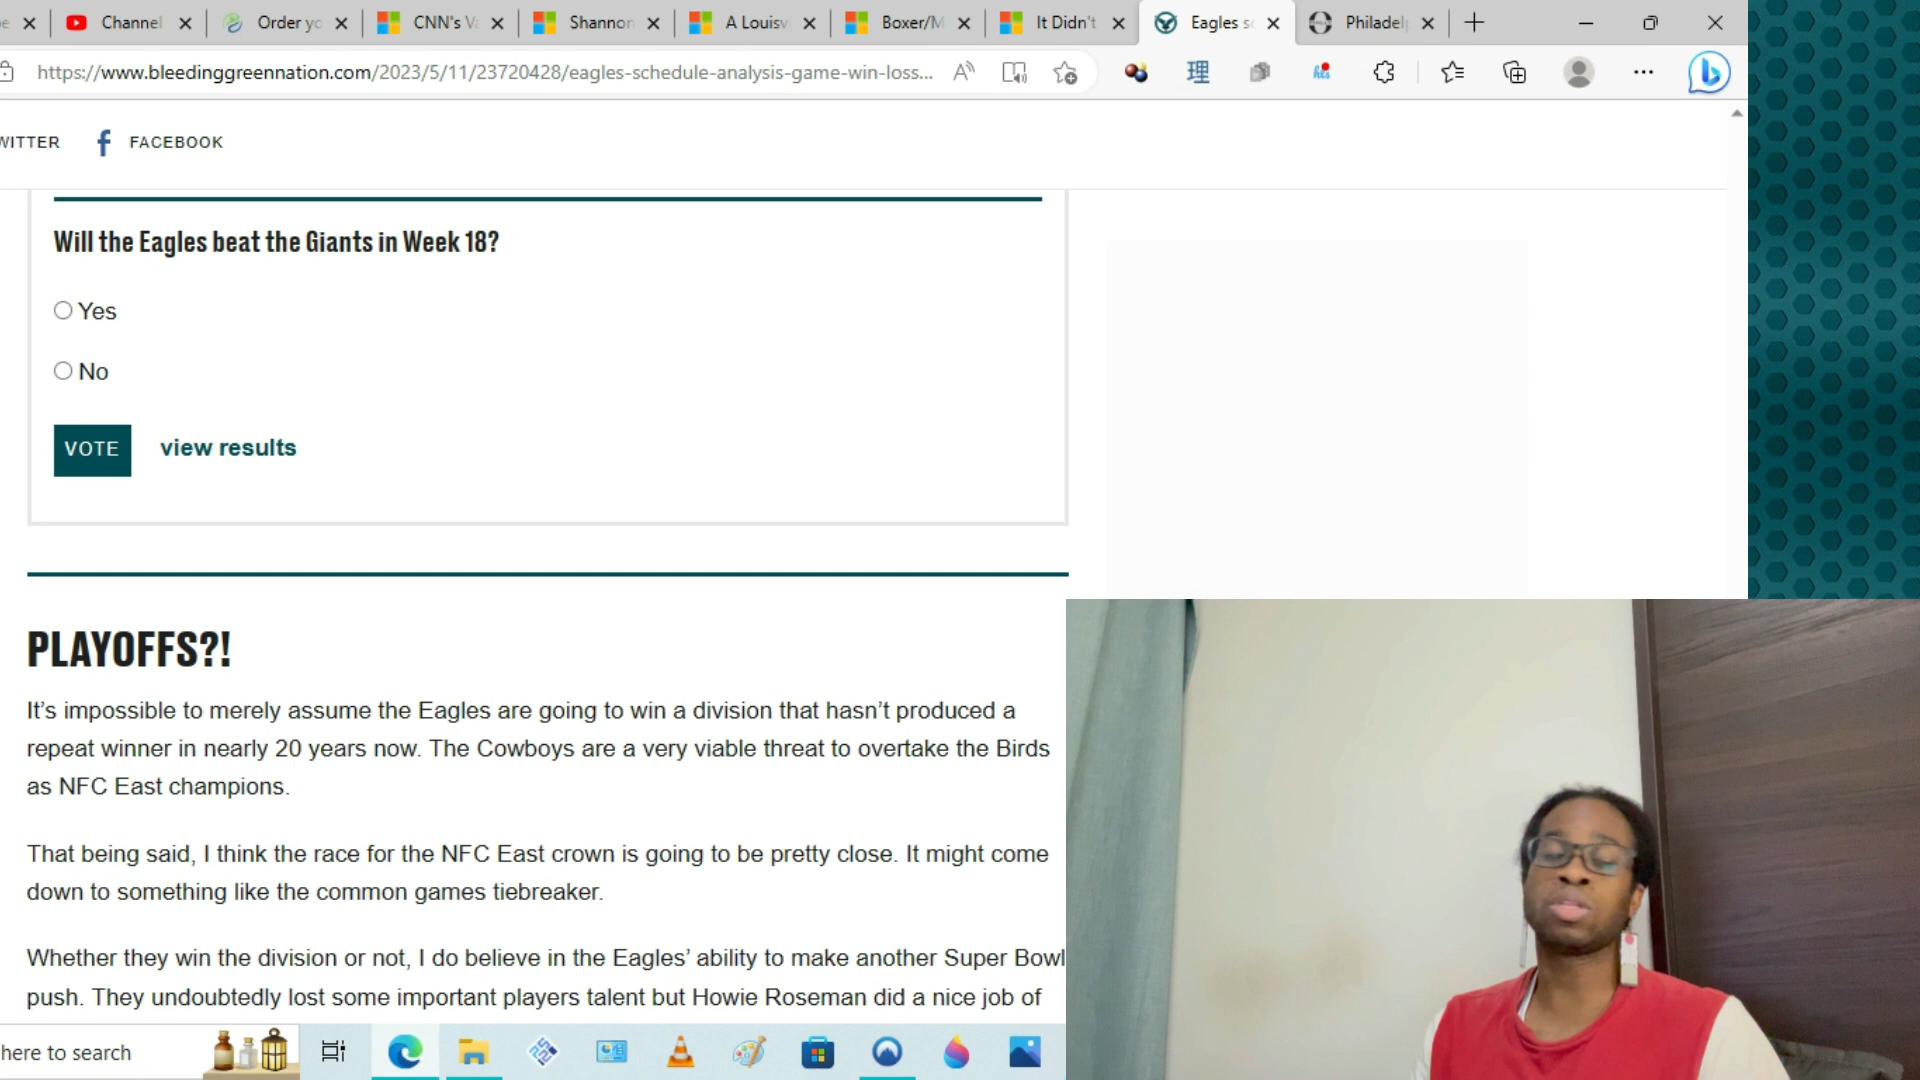 Channel
Order yo
CNN's Va
Shannon
A Louisv
Boxer/M
It Didn't
Eagles sc
Philadelp
https://www.bleedinggreennation.com/2023/5/11/23720428/eagles-schedule-analysis-game-win-loss...
WITTER
FACEBOOK
Will the Eagles beat the Giants in Week 18?
Yes
No
VOTE
view results
PLAYOFFS?!
It’s impossible to merely assume the Eagles are going to win a division that hasn’t produced a
repeat winner in nearly 20 years now. The Cowboys are a very viable threat to overtake the Birds
as NFC East champions.
That being said, I think the race for the NFC East crown is going to be pretty close. It might come
down to something like the common games tiebreaker.
Whether they win the division or not, I do believe in the Eagles’ ability to make another Super Bowl
push. They undoubtedly lost some important players talent but Howie Roseman did a nice job of
here to search